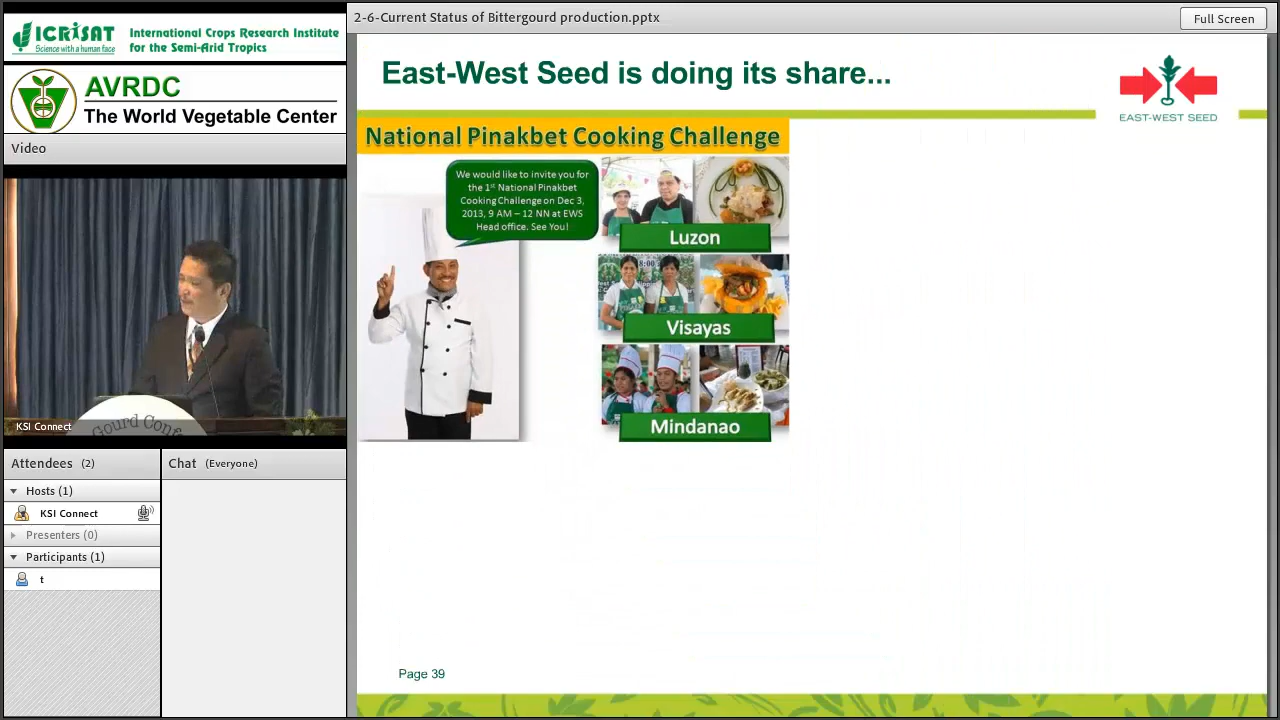 ICRISAT
Science with a human face
International Crops Research Institute
for the Semi-Arid Tropics
AVRDC
The World Vegetable Center
Video
KSI Connect
Gourd Conf
Attendees (2)
Hosts (1)
KSI Connect
Presenters (0)
Participants (1)
t
Chat (Everyone)
2-6-Current Status of Bittergourd production.pptx
Full Screen
East-West Seed is doing its share...
EAST-WEST SEED
National Pinakbet Cooking Challenge
We would like to invite you for
the 1st National Pinakbet
Cooking Challenge on Dec 3,
2013, 9 AM – 12 NN at EWS
Head office. See You!
Luzon
Visayas
Mindanao
Page 39